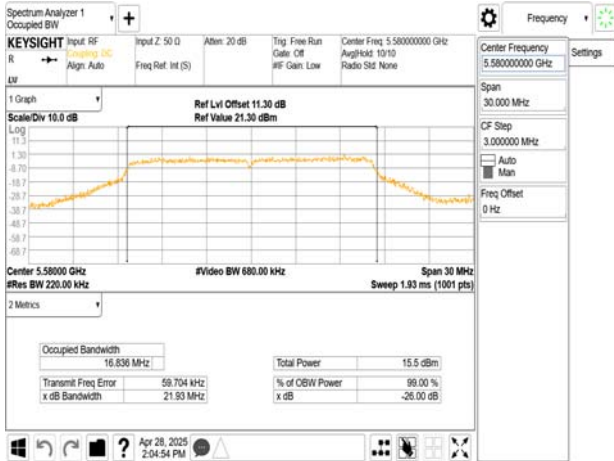 Spectrum Analyzer 1
Occupied BW
+
Frequency
KEYSIGHT
Input: RF
Input Z: 50 Ω
Atten: 20 dB
Trig: Free Run
Center Freq: 5.580000000 GHz
R
Coupling: DC
Gate: Off
Avg|Hold: 10/10
Align: Auto
Freq Ref: Int (S)
#IF Gain: Low
Radio Std: None
Center Frequency
5.580000000 GHz
Settings
Span
30.000 MHz
CF Step
3.000000 MHz
Auto
Man
Freq Offset
0 Hz
1 Graph
Ref Lvl Offset 11.30 dB
Scale/Div 10.0 dB
Ref Value 21.30 dBm
Log
11.3
1.30
-8.70
-18.7
-28.7
-38.7
-48.7
-58.7
-68.7
Center 5.58000 GHz
#Video BW 680.00 kHz
Span 30 MHz
#Res BW 220.00 kHz
Sweep 1.93 ms (1001 pts)
2 Metrics
Occupied Bandwidth
16.836 MHz
Total Power
15.5 dBm
Transmit Freq Error
59.704 kHz
% of OBW Power
99.00 %
x dB Bandwidth
21.93 MHz
x dB
-26.00 dB
?
Apr 28, 2025
2:04:54 PM